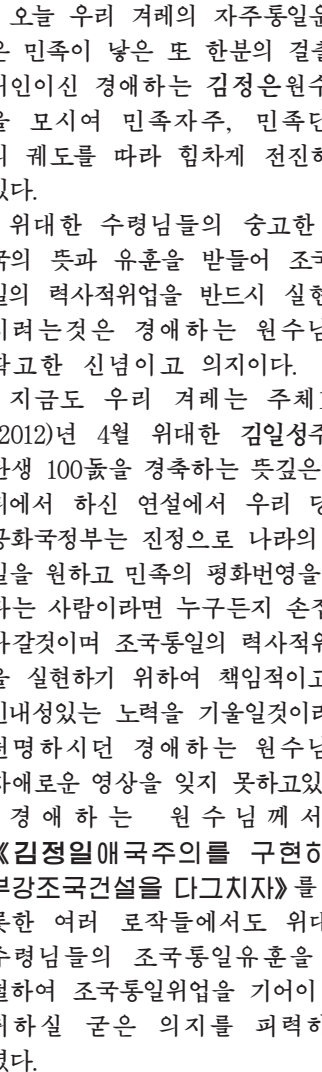 오늘 우리 겨레의 자주통일운
은 민족이 낳은 또 한분의 걸출
위인이신 경애하는 김정은원수
을 모시여 민족자주, 민족단
의 궤도를 따라 힘차게 전진하
있다.
위대한 수령님들의 숭고한
국의 뜻과 유훈을 받들어 조국
일의 력사적위업을 반드시 실현
시려는것은 경애하는 원수님
확고한 신념이고 의지이다.
지금도 우리 겨레는 주체1
(2012)년 4월 위대한 김일성주
탄생 100돐을 경축하는 뜻깊은
리에서 하신 연설에서 우리 당
공화국정부는 진정으로 나라의
일을 원하고 민족의 평화번영을
라는 사람이라면 누구든지 손잡
나갈것이며 조국통일의 력사적위
을 실현하기 위하여 책임적이고
인내성있는 노력을 기울일것이라
천명하시던 경애하는 원수님
자애로운 영상을 잊지 못하고있
경애하는 원수님께서
《김정일애국주의를 구현하
부강조국건설을 다그치자》를
롯한 여러 로작들에서도 위대
수령님들의 조국통일유훈을
철하여 조국통일위업을 기어이
취하실 굳은 의지를 피력하
였다.